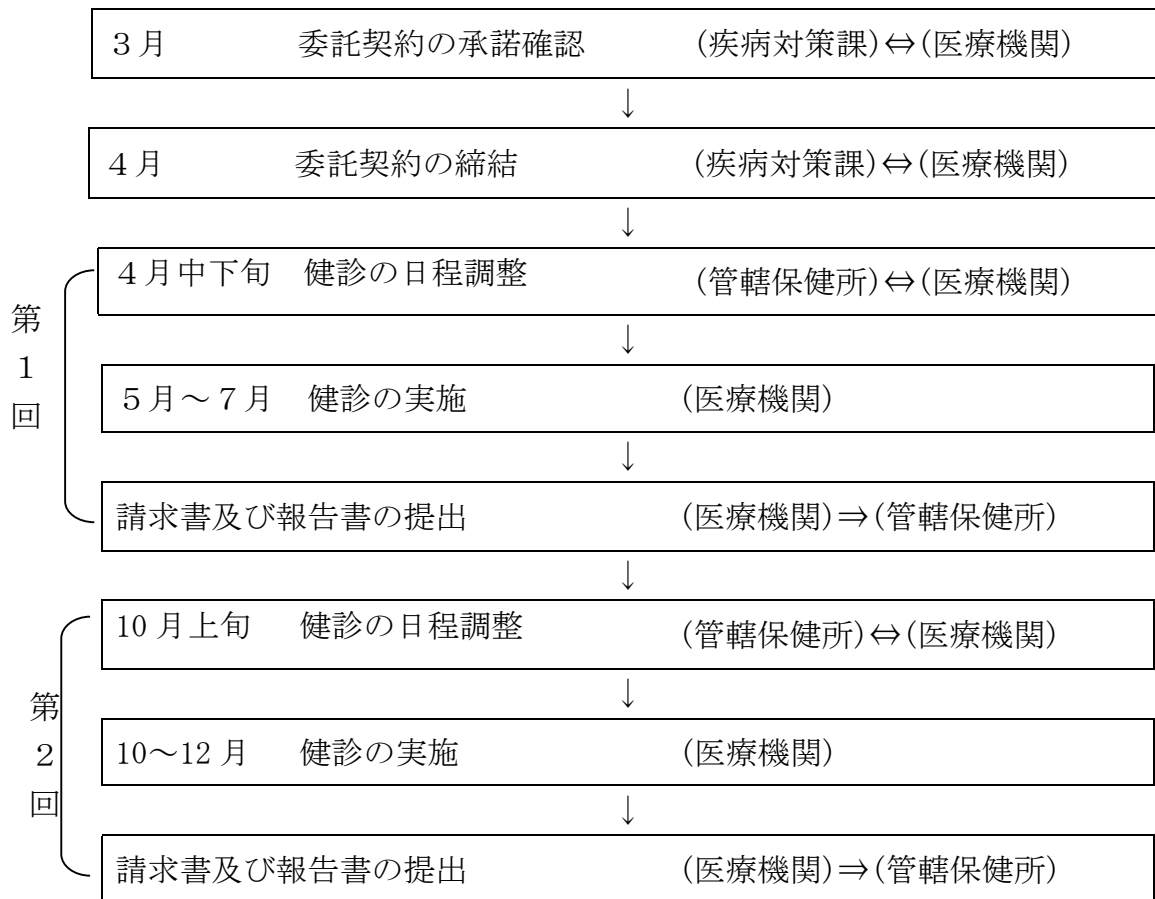 ３月 委託契約の承諾確認 (疾病対策課)⇔(医療機関)
↓
４月 委託契約の締結 (疾病対策課)⇔(医療機関)
↓
第１回
４月中下旬 健診の日程調整 (管轄保健所)⇔(医療機関)
↓
５月～７月 健診の実施 (医療機関)
↓
請求書及び報告書の提出 (医療機関)⇒(管轄保健所)
↓
第２回
10月上旬 健診の日程調整 (管轄保健所)⇔(医療機関)
↓
10～12月 健診の実施 (医療機関)
↓
請求書及び報告書の提出 (医療機関)⇒(管轄保健所)